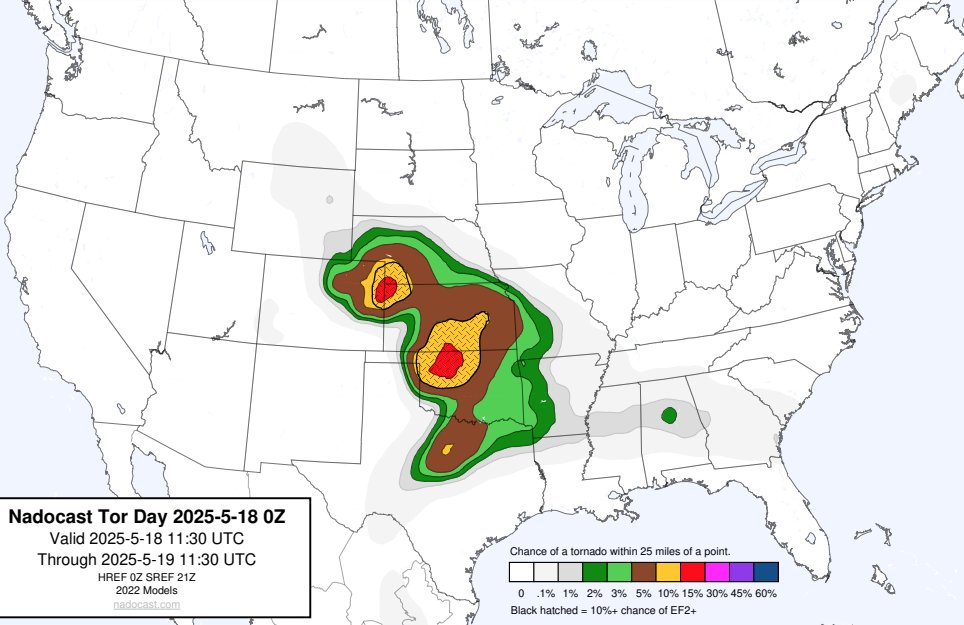 Nadocast Tor Day 2025-5-18 0Z
Valid 2025-5-18 11:30 UTC
Through 2025-5-19 11:30 UTC
HREF 0Z SREF 21Z
2022 Models
nadocast.com
Chance of a tornado within 25 miles of a point.
0 .1% 1% 2% 3% 5% 10% 15% 30% 45% 60%
Black hatched = 10%+ chance of EF2+